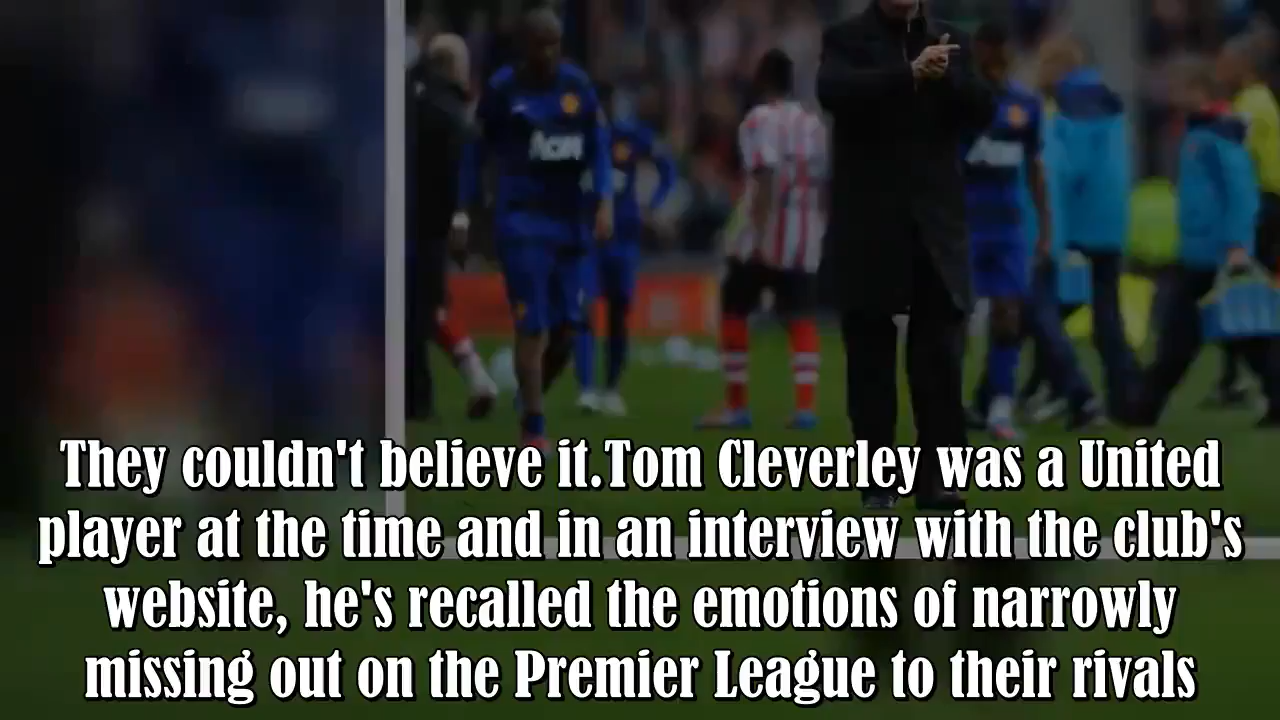 Aon
They couldn't believe it.Tom Cleverley was a United
player at the time and in an interview with the club's
website, he's recalled the emotions of narrowly
missing out on the Premier League to their rivals